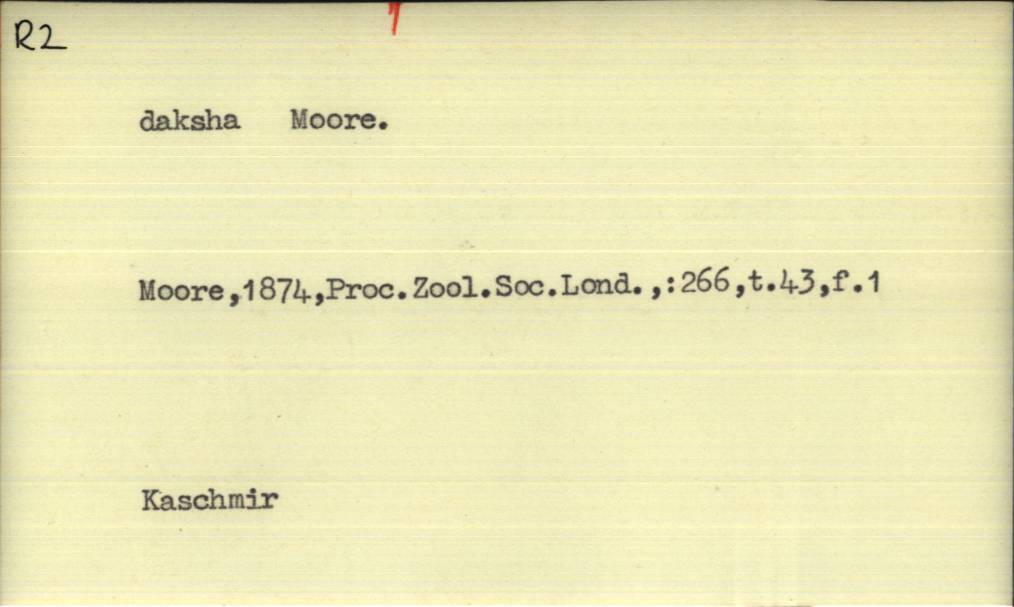 R2
daksha Moore.
Moore,1874,Proc.Zool.Soc.Lond.,:266,t.43,f.1
Kaschmir